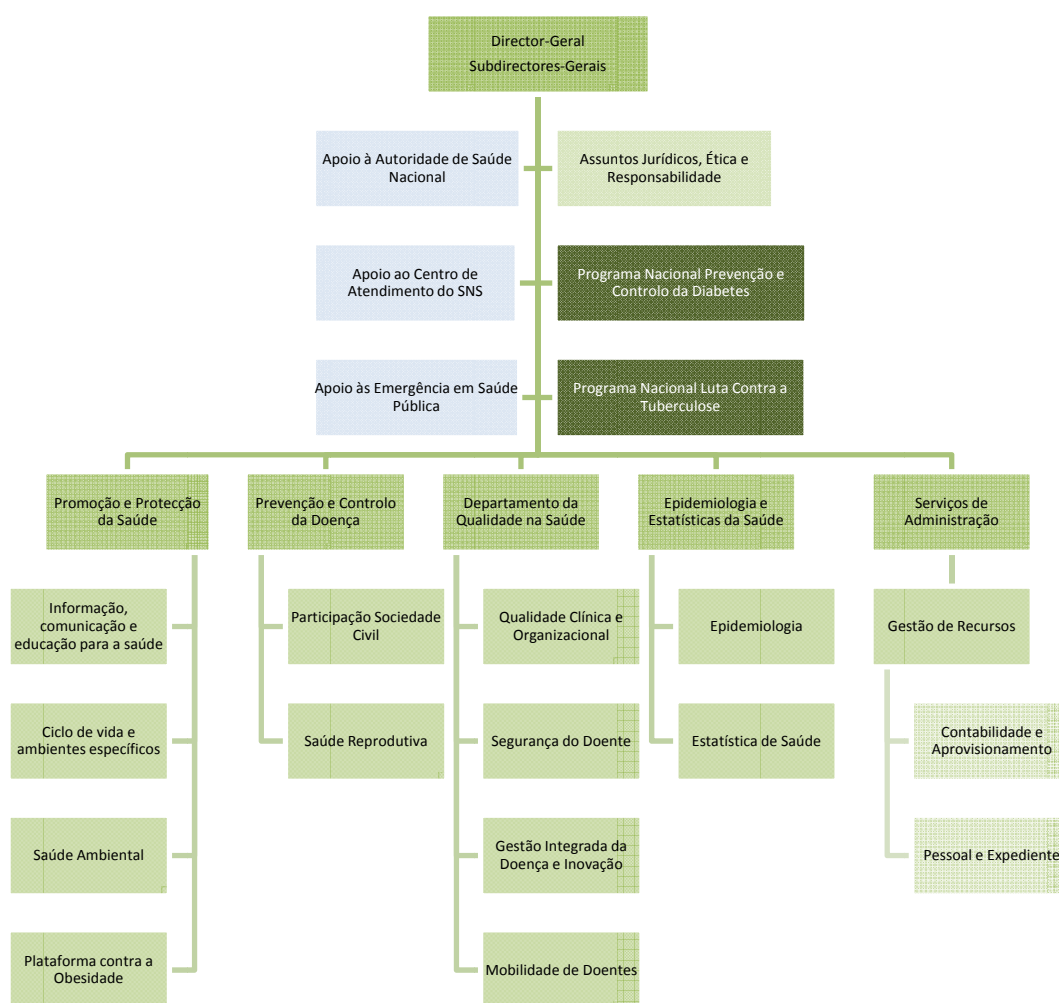 Director-Geral
Subdirectores-Gerais
Apoio à Autoridade de Saúde
Nacional
Assuntos Jurídicos, Ética e
Responsabilidade
Apoio ao Centro de
Atendimento do SNS
Programa Nacional Prevenção e
Controlo da Diabetes
Apoio às Emergência em Saúde
Pública
Programa Nacional Luta Contra a
Tuberculose
Promoção e Protecção
da Saúde
Prevenção e Controlo
da Doença
Departamento da
Qualidade na Saúde
Epidemiologia e
Estatísticas da Saúde
Serviços de
Administração
Informação,
comunicação e
educação para a saúde
Participação Sociedade
Civil
Qualidade Clínica e
Organizacional
Epidemiologia
Gestão de Recursos
Ciclo de vida e
ambientes específicos
Saúde Reprodutiva
Segurança do Doente
Estatística de Saúde
Contabilidade e
Aprovisionamento
Saúde Ambiental
Gestão Integrada da
Doença e Inovação
Pessoal e Expediente
Plataforma contra a
Obesidade
Mobilidade de Doentes